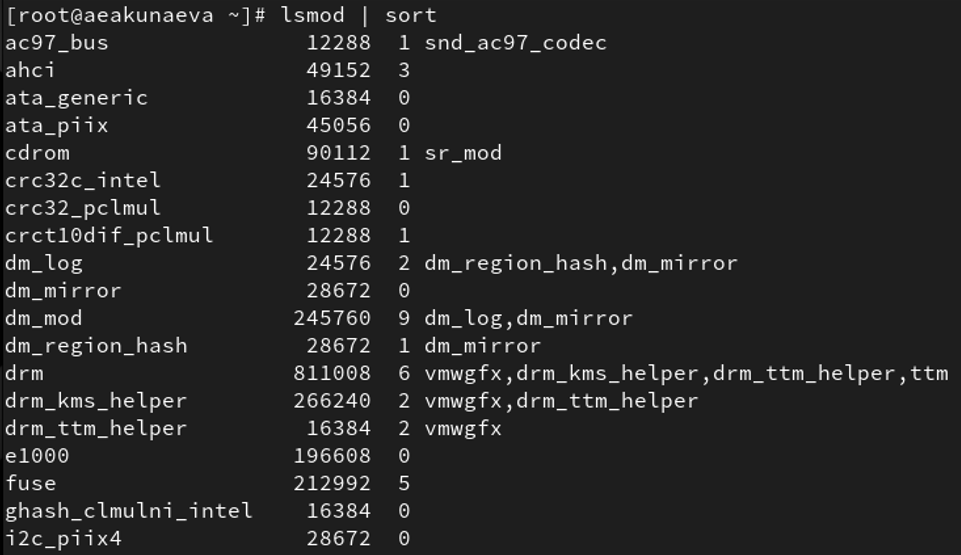 [root@aeakunaeva ~]# lsmod | sort
ac97_bus               12288  1 snd_ac97_codec
ahci                   49152  3
ata_generic            16384  0
ata_piix               45056  0
cdrom                  90112  1 sr_mod
crc32c_intel           24576  1
crc32_pclmul           12288  0
crct10dif_pclmul       12288  1
dm_log                 24576  2 dm_region_hash,dm_mirror
dm_mirror              28672  0
dm_mod                245760  9 dm_log,dm_mirror
dm_region_hash         28672  1 dm_mirror
drm                   811008  6 vmwgfx,drm_kms_helper,drm_ttm_helper,ttm
drm_kms_helper        266240  2 vmwgfx,drm_ttm_helper
drm_ttm_helper         16384  2 vmwgfx
e1000                 196608  0
fuse                  212992  5
ghash_clmulni_intel    16384  0
i2c_piix4              28672  0